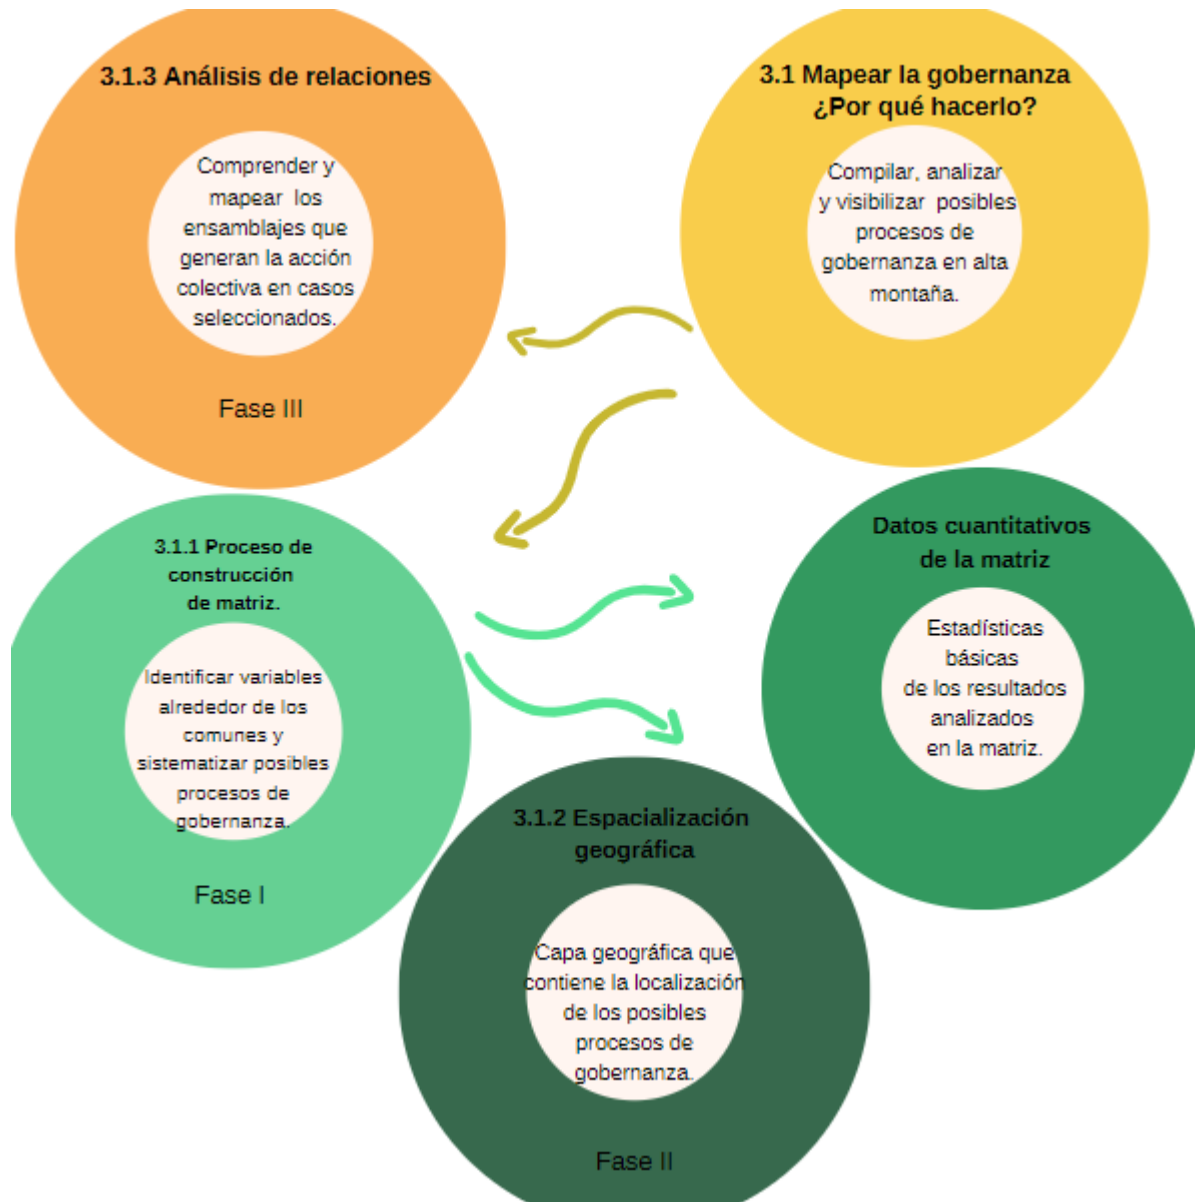 3.1.3 Análisis de relaciones
Comprender y
mapear los
ensamblajes que
generan la acción
colectiva en casos
seleccionados.
Fase III
3.1 Mapear la gobernanza
¿Por qué hacerlo?
Compilar, analizar
y visibilizar posibles
procesos de
gobernanza en alta
montaña.
3.1.1 Proceso de
construcción
de matriz.
Identificar variables
alrededor de los
comunes y
sistematizar posibles
procesos de
gobernanza.
Fase I
Datos cuantitativos
de la matriz
Estadísticas
básicas
de los resultados
analizados
en la matriz.
3.1.2 Espacialización
geográfica
Capa geográfica que
contiene la localización
de los posibles
procesos de
gobernanza.
Fase II